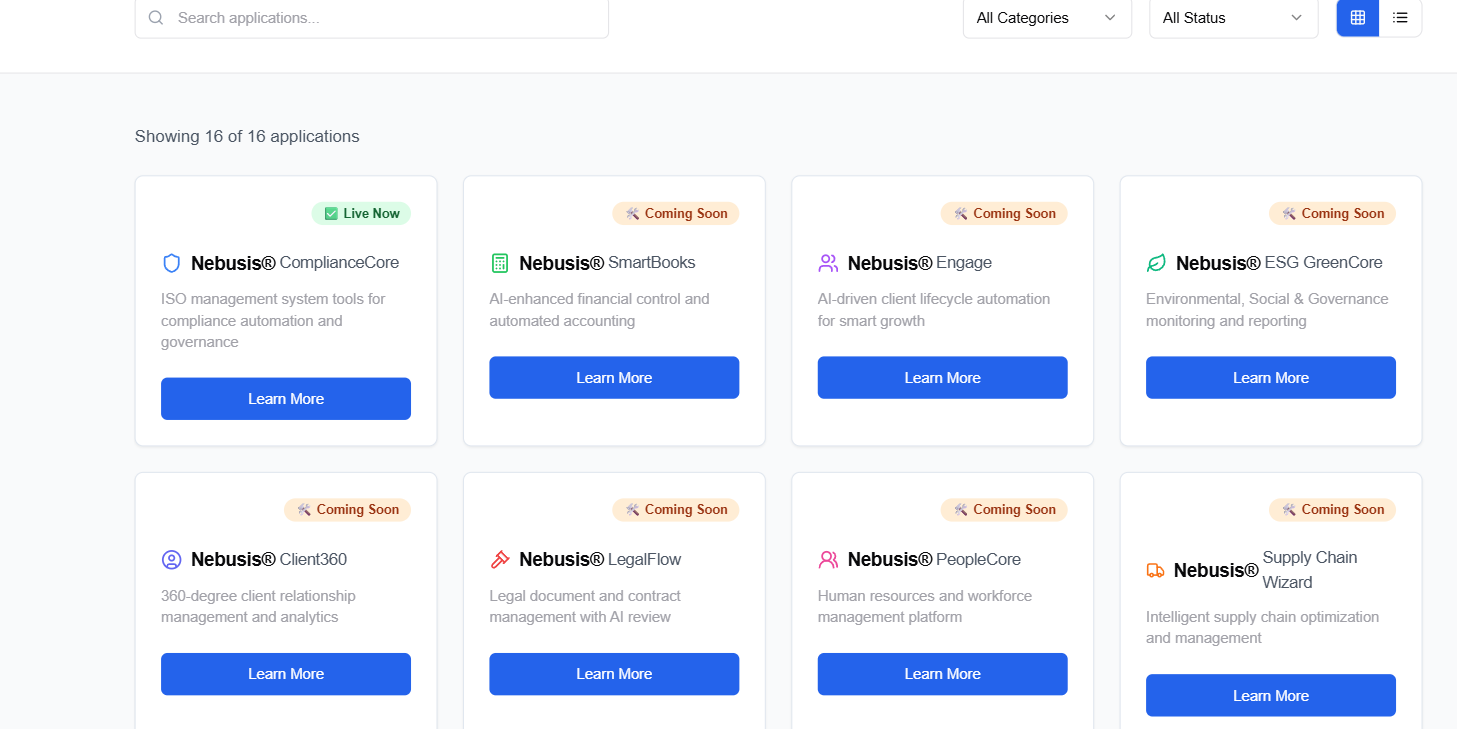 Search applications...
All Categories
All Status
Showing 16 of 16 applications
Live Now
Coming Soon
Coming Soon
Coming Soon
Nebusis® ComplianceCore
Nebusis® SmartBooks
Nebusis® Engage
Nebusis® ESG GreenCore
ISO management system tools for
compliance automation and
governance
AI-enhanced financial control and
automated accounting
AI-driven client lifecycle automation
for smart growth
Environmental, Social & Governance
monitoring and reporting
Learn More
Learn More
Learn More
Learn More
Coming Soon
Coming Soon
Coming Soon
Coming Soon
Nebusis® Client360
Nebusis® LegalFlow
Nebusis® PeopleCore
Nebusis® Supply Chain
Wizard
360-degree client relationship
management and analytics
Legal document and contract
management with AI review
Human resources and workforce
management platform
Intelligent supply chain optimization
and management
Learn More
Learn More
Learn More
Learn More